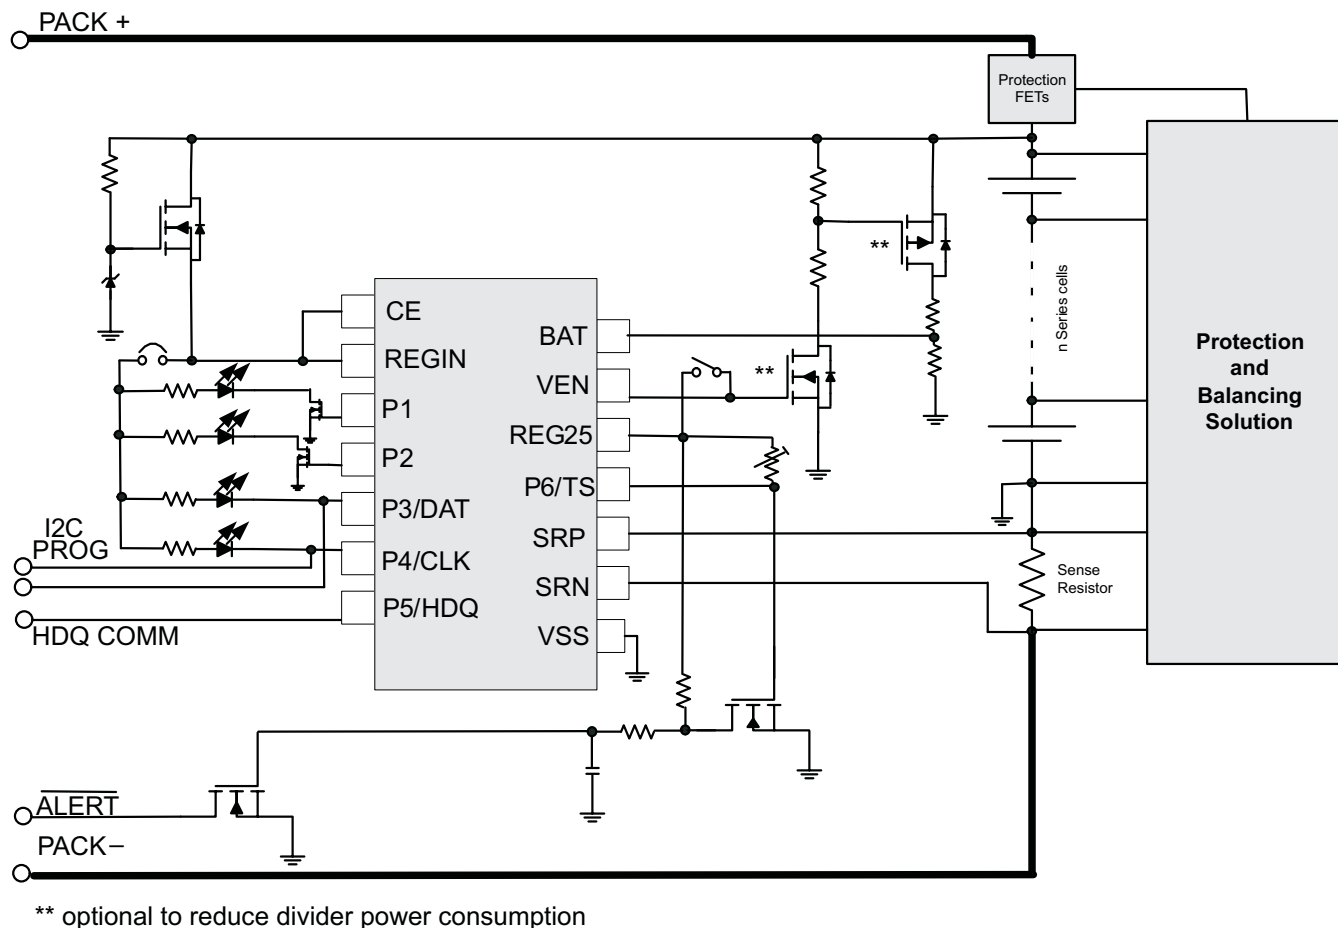 PACK +
Protection
FETs
**
n Series cells
CE
REGIN
P1
P2
P3/DAT
P4/CLK
P5/HDQ
BAT
VEN
REG25
P6/TS
SRP
SRN
VSS
**
Protection
and
Balancing
Solution
I2C
PROG
HDQ COMM
Sense
Resistor
ALERT
PACK–
** optional to reduce divider power consumption